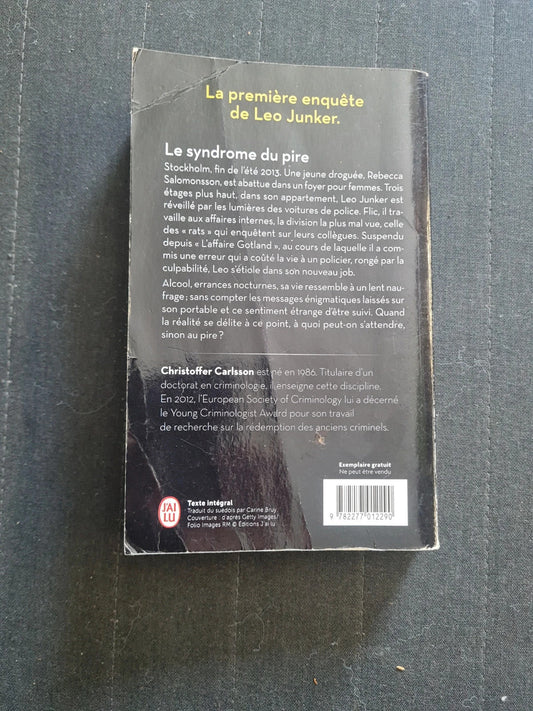 La première enquête
de Leo Junker.
Le syndrome du pire
Stockholm, fin de l'été 2013. Une jeune droguée, Rebecca
Salomonsson, est abattue dans un foyer pour femmes. Trois
étages plus haut, dans son appartement, Leo Junker est
réveillé par les lumières des voitures de police. Flic, il tra-
vaille aux affaires internes, la division la plus mal vue, celle
des « rats » qui enquêtent sur leurs collègues. Suspendu
depuis « L'affaire Gotland », au cours de laquelle il a com-
mis une erreur qui a coûté la vie à un policier, rongé par la
culpabilité, Leo s'étiole dans son nouveau job.
Alcool, errances nocturnes, sa vie ressemble à un lent nau-
frage ; sans compter les messages énigmatiques laissés sur
son portable et ce sentiment étrange d'être suivi. Quand
la réalité se délite à ce point, à quoi peut-on s'attendre,
sinon au pire ?
Christoffer Carlsson est né en 1986. Titulaire d'un
doctorat en criminologie, il enseigne cette discipline.
En 2012, l'European Society of Criminology lui a décerné
le Young Criminologist Award pour son travail
de recherche sur la rédemption des anciens criminels.
Exemplaire gratuit
Ne peut être vendu
J'AI
LU
Texte intégral
Traduit du suédois par Carine Bruy
Couverture : d'après Getty Images/
Folio Images RM © Éditions J'ai lu
9 782277 012290